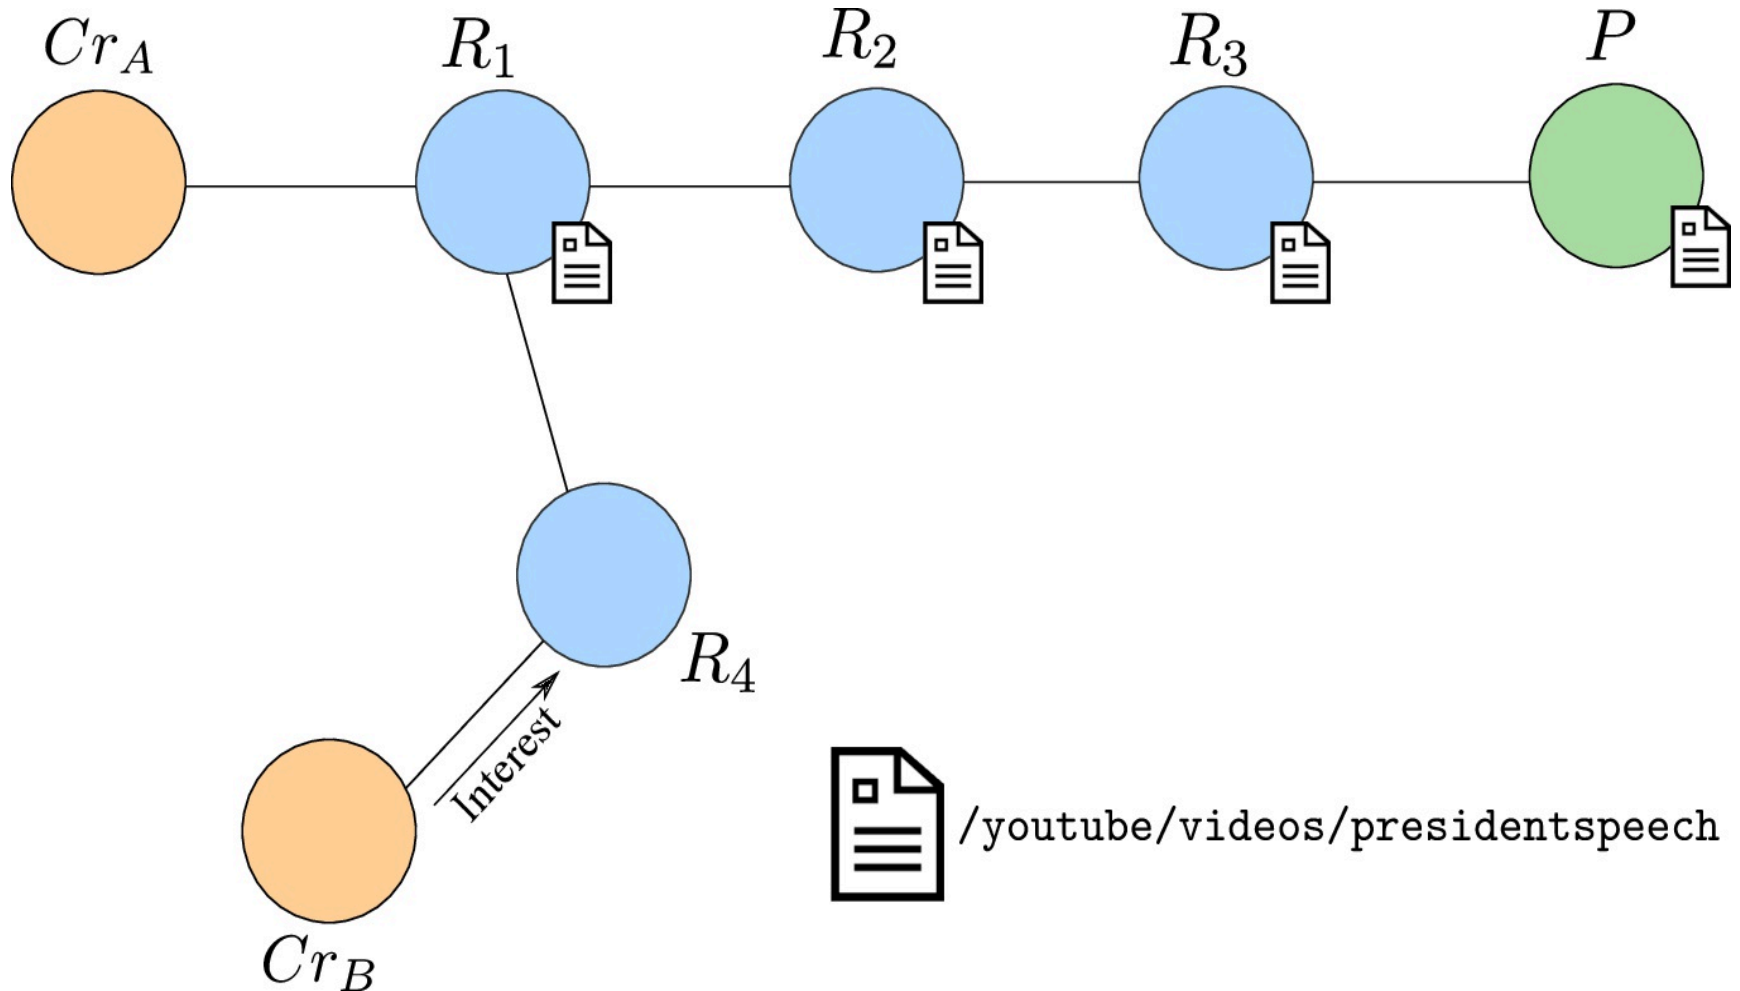 Cr_A
R_1
R_2
R_3
P
R_4
Interest
/youtube/videos/presidentspeech
Cr_B